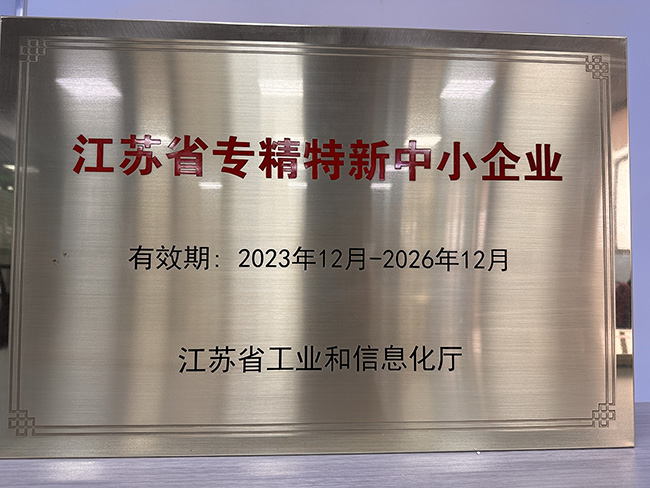 江苏省专精特新中小企业
有效期: 2023年12月-2026年12月
江苏省工业和信息化厅